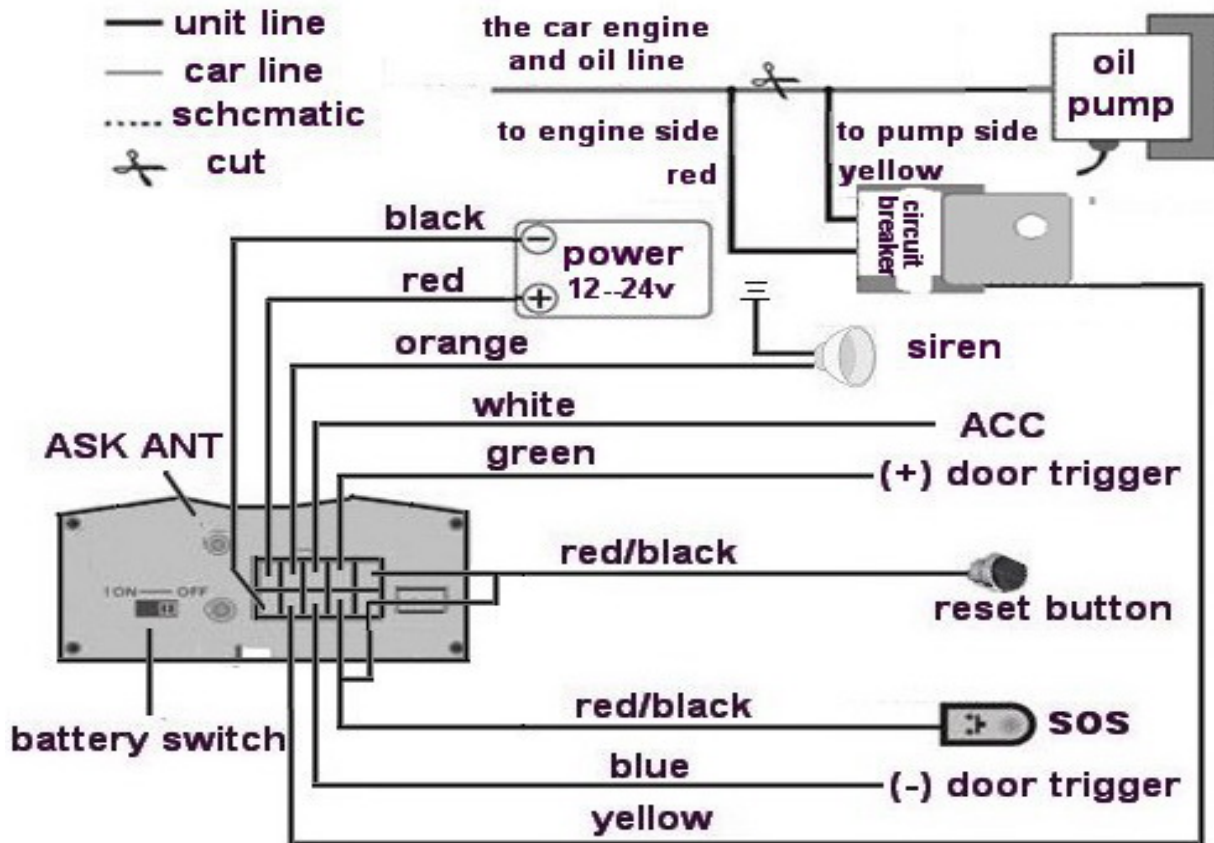 unit line
car line
schcmatic
cut
the car engine
and oil line
oil
pump
to engine side
red
to pump side
yellow
circuit
breaker
black
red
power
12--24v
orange
siren
white
ACC
green
(+) door trigger
ASK ANT
red/black
reset button
I ON — OFF
battery switch
red/black
sos
blue
(-) door trigger
yellow